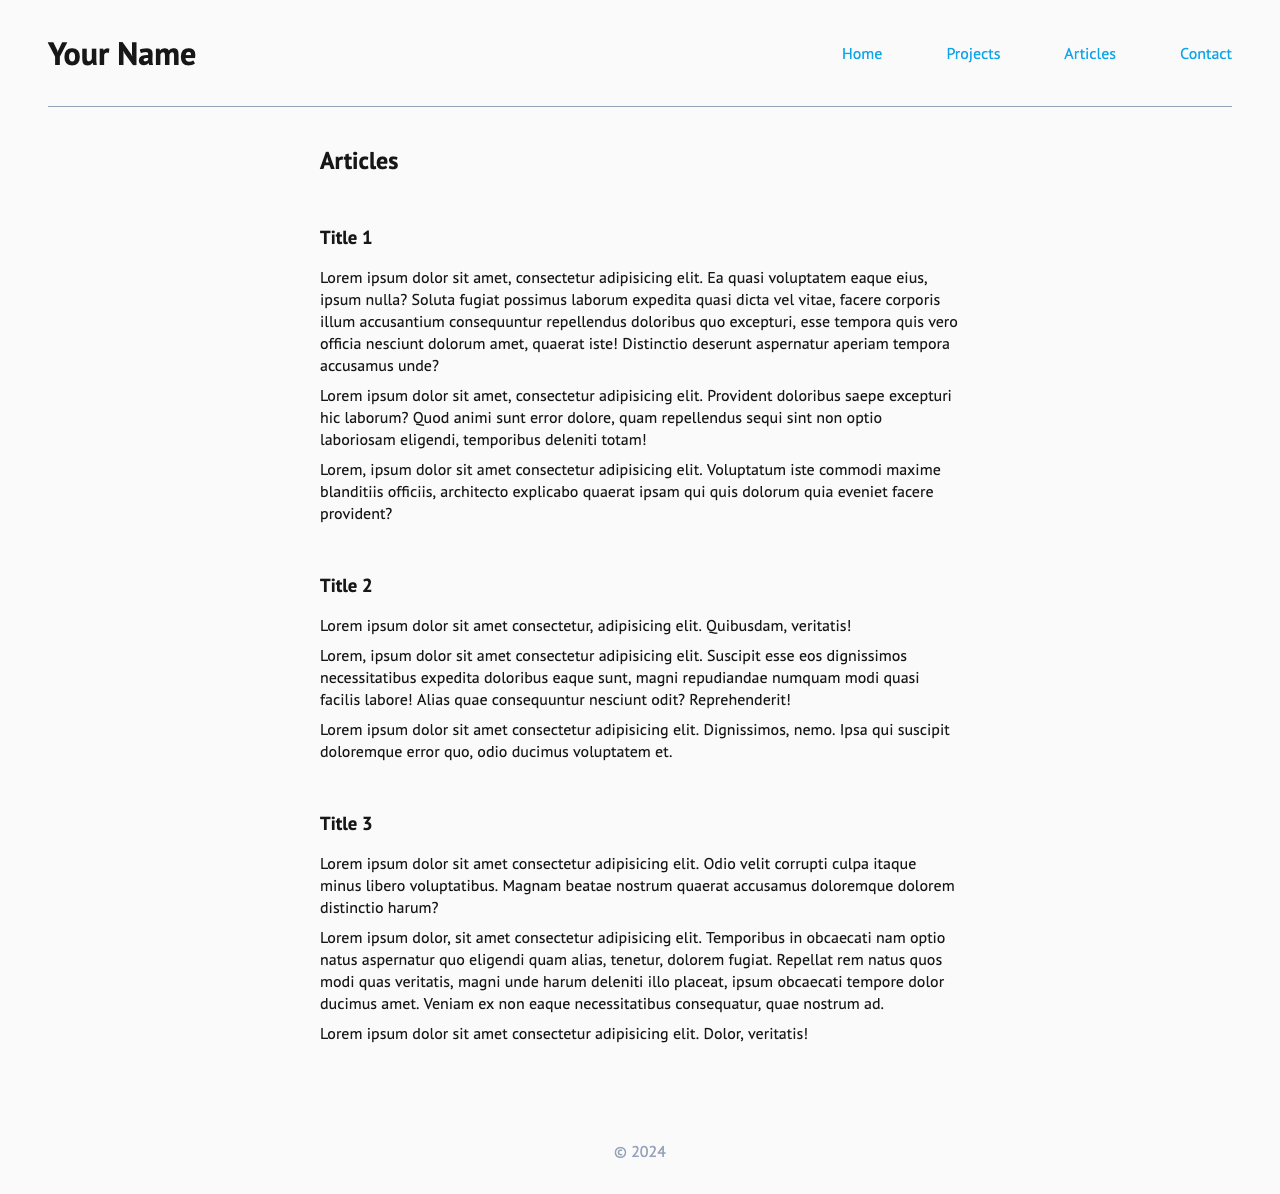 Your Name
Home Projects Articles Contact
Articles
Title 1
Lorem ipsum dolor sit amet, consectetur adipisicing elit. Ea quasi voluptatem eaque eius,
ipsum nulla? Soluta fugiat possimus laborum expedita quasi dicta vel vitae, facere corporis
illum accusantium consequuntur repellendus doloribus quo excepturi, esse tempora quis vero
officia nesciunt dolorum amet, quaerat iste! Distinctio deserunt aspernatur aperiam tempora
accusamus unde?
Lorem ipsum dolor sit amet, consectetur adipisicing elit. Provident doloribus saepe excepturi
hic laborum? Quod animi sunt error dolore, quam repellendus sequi sint non optio
laboriosam eligendi, temporibus deleniti totam!
Lorem, ipsum dolor sit amet consectetur adipisicing elit. Voluptatum iste commodi maxime
blanditiis officiis, architecto explicabo quaerat ipsam qui quis dolorum quia eveniet facere
provident?
Title 2
Lorem ipsum dolor sit amet consectetur, adipisicing elit. Quibusdam, veritatis!
Lorem, ipsum dolor sit amet consectetur adipisicing elit. Suscipit esse eos dignissimos
necessitatibus expedita doloribus eaque sunt, magni repudiandae numquam modi quasi
facilis labore! Alias quae consequuntur nesciunt odit? Reprehenderit!
Lorem ipsum dolor sit amet consectetur adipisicing elit. Dignissimos, nemo. Ipsa qui suscipit
doloremque error quo, odio ducimus voluptatem et.
Title 3
Lorem ipsum dolor sit amet consectetur adipisicing elit. Odio velit corrupti culpa itaque
minus libero voluptatibus. Magnam beatae nostrum quaerat accusamus doloremque dolorem
distinctio harum?
Lorem ipsum dolor, sit amet consectetur adipisicing elit. Temporibus in obcaecati nam optio
natus aspernatur quo eligendi quam alias, tenetur, dolorem fugiat. Repellat rem natus quos
modi quas veritatis, magni unde harum deleniti illo placeat, ipsum obcaecati tempore dolor
ducimus amet. Veniam ex non eaque necessitatibus consequatur, quae nostrum ad.
Lorem ipsum dolor sit amet consectetur adipisicing elit. Dolor, veritatis!
© 2024